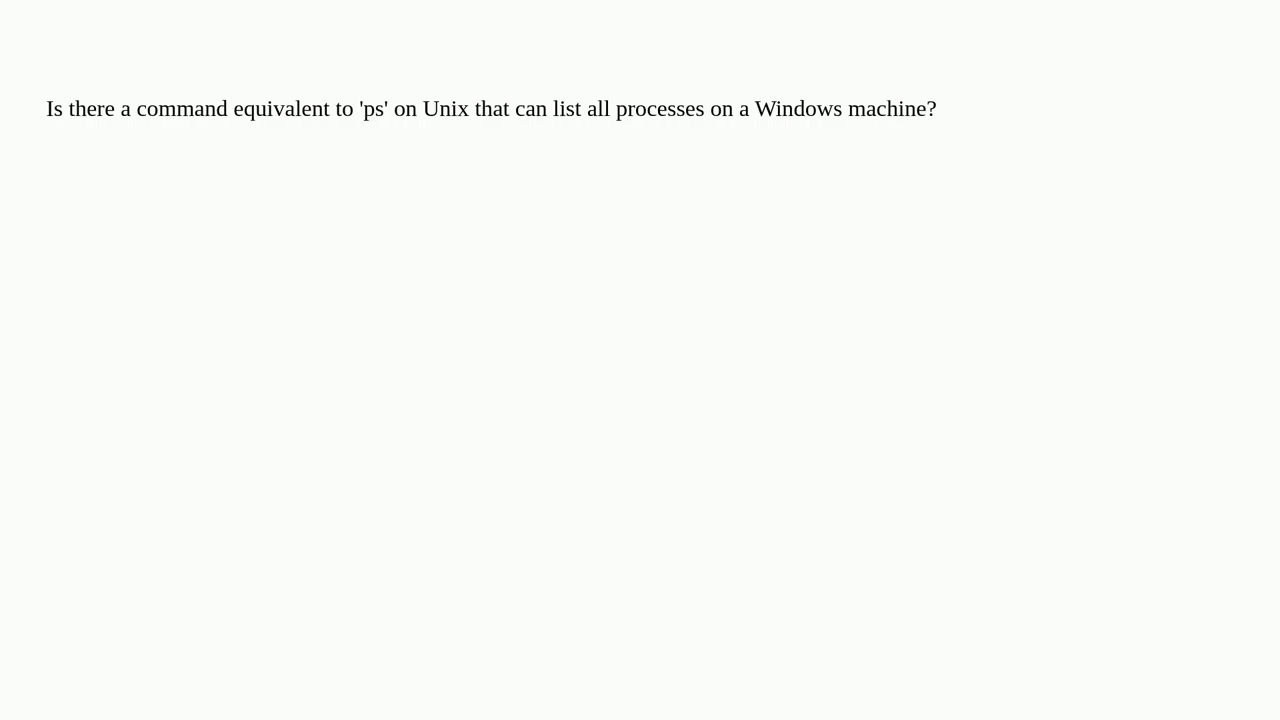 Is there a command equivalent to 'ps' on Unix that can list all processes on a Windows machine?